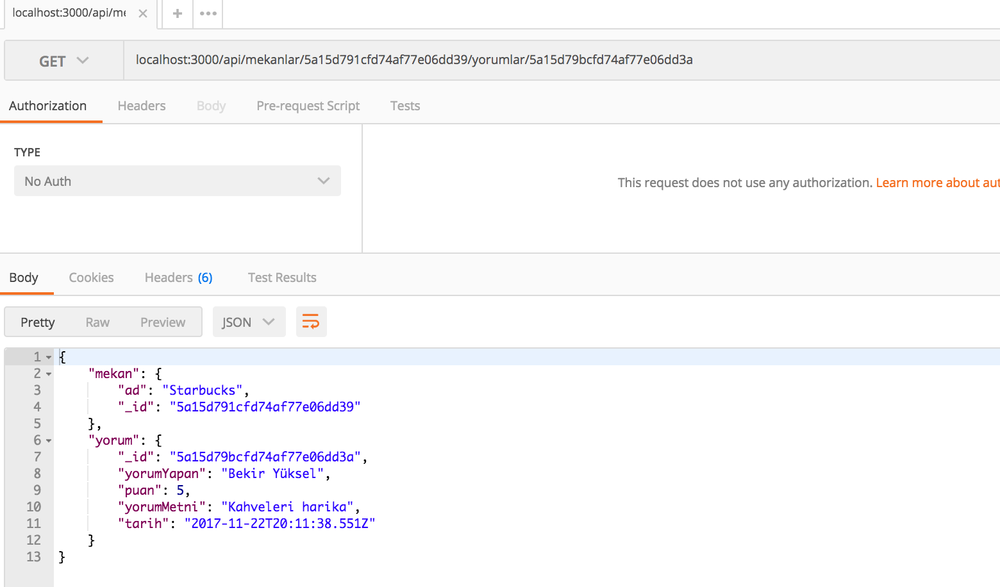 localhost:3000/api/me
GET localhost:3000/api/mekanlar/5a15d791cfd74af77e06dd39/yorumlar/5a15d79bcfd74af77e06dd3a
Authorization Headers Body Pre-request Script Tests
TYPE
No Auth
This request does not use any authorization. Learn more about aut
Body Cookies Headers (6) Test Results
Pretty Raw Preview JSON
1 {
2 "mekan": {
3 "ad": "Starbucks",
4 "_id": "5a15d791cfd74af77e06dd39"
5 },
6 "yorum": {
7 "_id": "5a15d79bcfd74af77e06dd3a",
8 "yorumYapan": "Bekir Yüksel",
9 "puan": 5,
10 "yorumMetni": "Kahveleri harika",
11 "tarih": "2017-11-22T20:11:38.551Z"
12 }
13 }